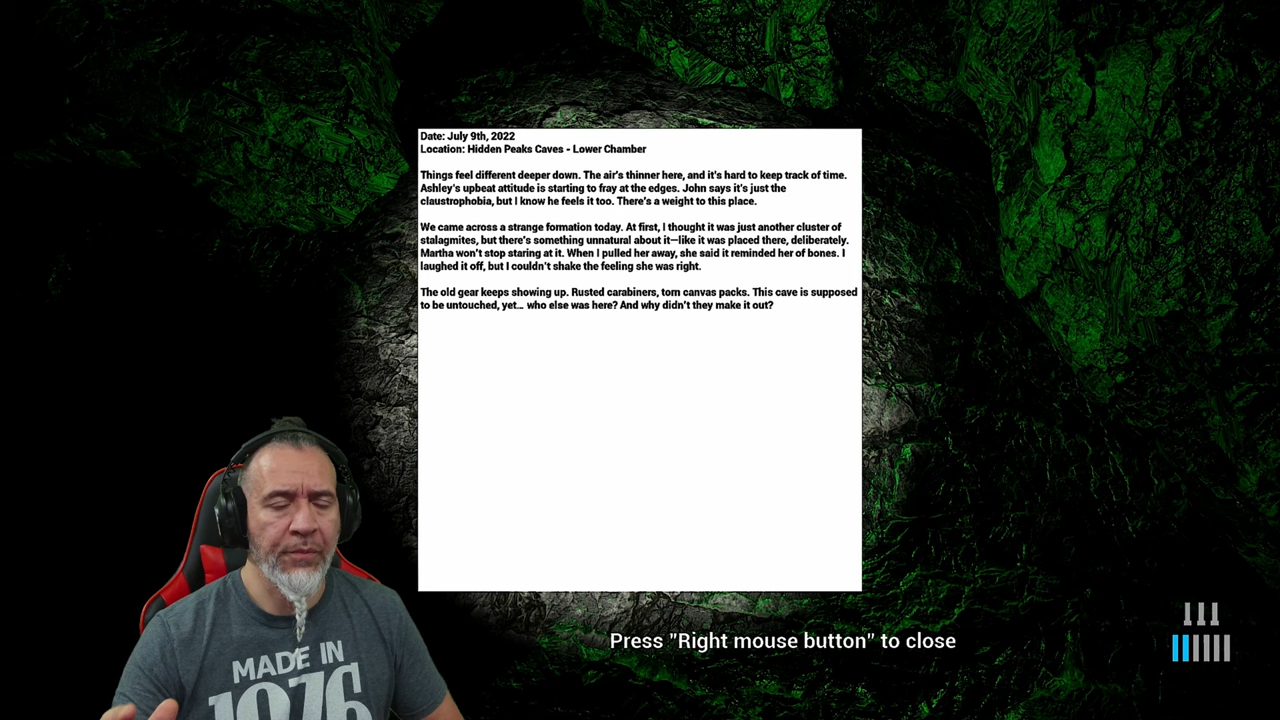 Date: July 9th, 2022
Location: Hidden Peaks Caves - Lower Chamber
Things feel different deeper down. The air's thinner here, and it's hard to keep track of time.
Ashley's upbeat attitude is starting to fray at the edges. John says it's just the
claustrophobia, but I know he feels it too. There's a weight to this place.
We came across a strange formation today. At first, I thought it was just another cluster of
stalagmites, but there's something unnatural about it—like it was placed there, deliberately.
Martha won't stop staring at it. When I pulled her away, she said it reminded her of bones. I
laughed it off, but I couldn't shake the feeling she was right.
The old gear keeps showing up. Rusted carabiners, torn canvas packs. This cave is supposed
to be untouched, yet... who else was here? And why didn't they make it out?
Press "Right mouse button" to close
MADE IN
1976